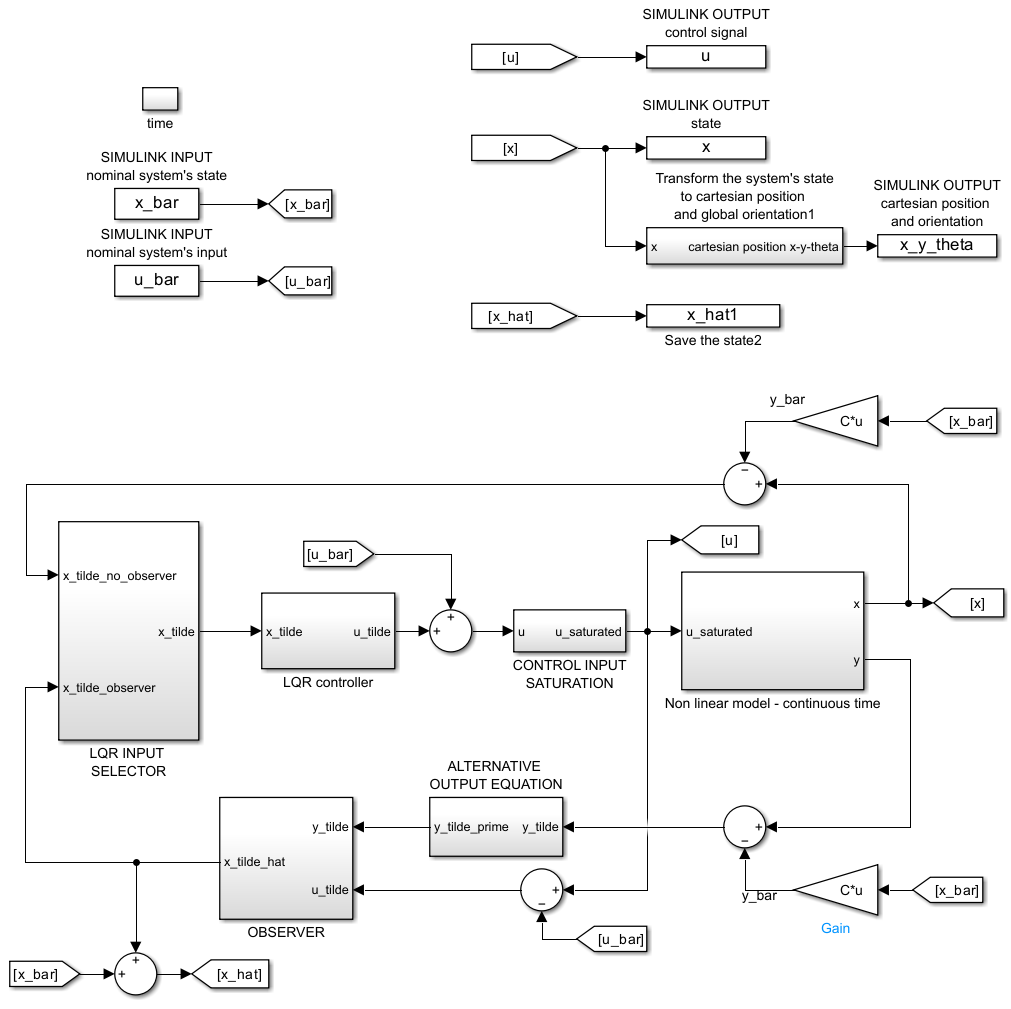 SIMULINK OUTPUT
control signal
[u]
u
time
SIMULINK INPUT
nominal system's state
x_bar
[x_bar]
SIMULINK INPUT
nominal system's input
u_bar
[u_bar]
SIMULINK OUTPUT
state
[x]
x
Transform the system's state
to cartesian position
and global orientation1
x
cartesian position x-y-theta
SIMULINK OUTPUT
cartesian position
and orientation
x_y_theta
[x_hat]
x_hat1
Save the state2
y_bar
C*u
[x_bar]
−
+
x_tilde_no_observer
x_tilde
x_tilde_observer
LQR INPUT
SELECTOR
[u_bar]
x_tilde
u_tilde
LQR controller
+
+
u
u_saturated
CONTROL INPUT
SATURATION
[u]
u_saturated
x
y
Non linear model - continuous time
[x]
ALTERNATIVE
OUTPUT EQUATION
y_tilde_prime
y_tilde
+
−
y_bar
C*u
[x_bar]
Gain
y_tilde
x_tilde_hat
u_tilde
OBSERVER
+
−
[u_bar]
[x_bar]
+
+
[x_hat]